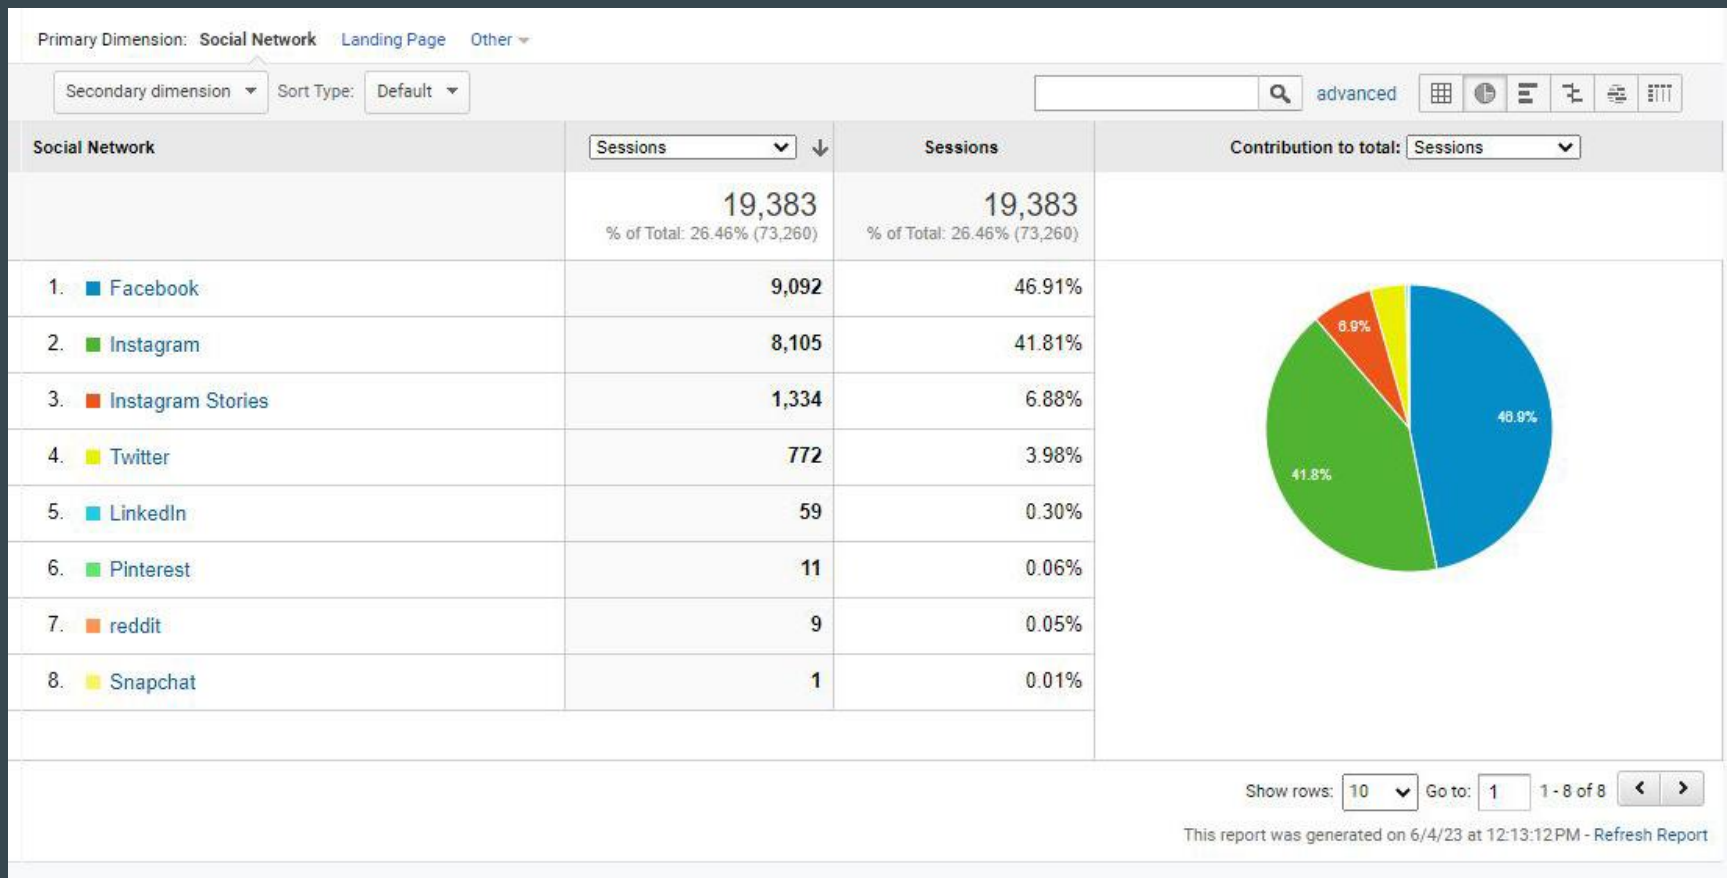 Primary Dimension: Social Network Landing Page Other
Secondary dimension Sort Type: Default advanced
Social Network Sessions Sessions Contribution to total: Sessions
19,383 19,383
% of Total: 26.46% (73,260) % of Total: 26.46% (73,260)
1. Facebook 9,092 46.91%
2. Instagram 8,105 41.81%
3. Instagram Stories 1,334 6.88%
4. Twitter 772 3.98%
5. LinkedIn 59 0.30%
6. Pinterest 11 0.06%
7. reddit 9 0.05%
8. Snapchat 1 0.01%
6.9%
46.9%
41.8%
Show rows: 10 Go to: 1 1 - 8 of 8
This report was generated on 6/4/23 at 12:13:12 PM - Refresh Report